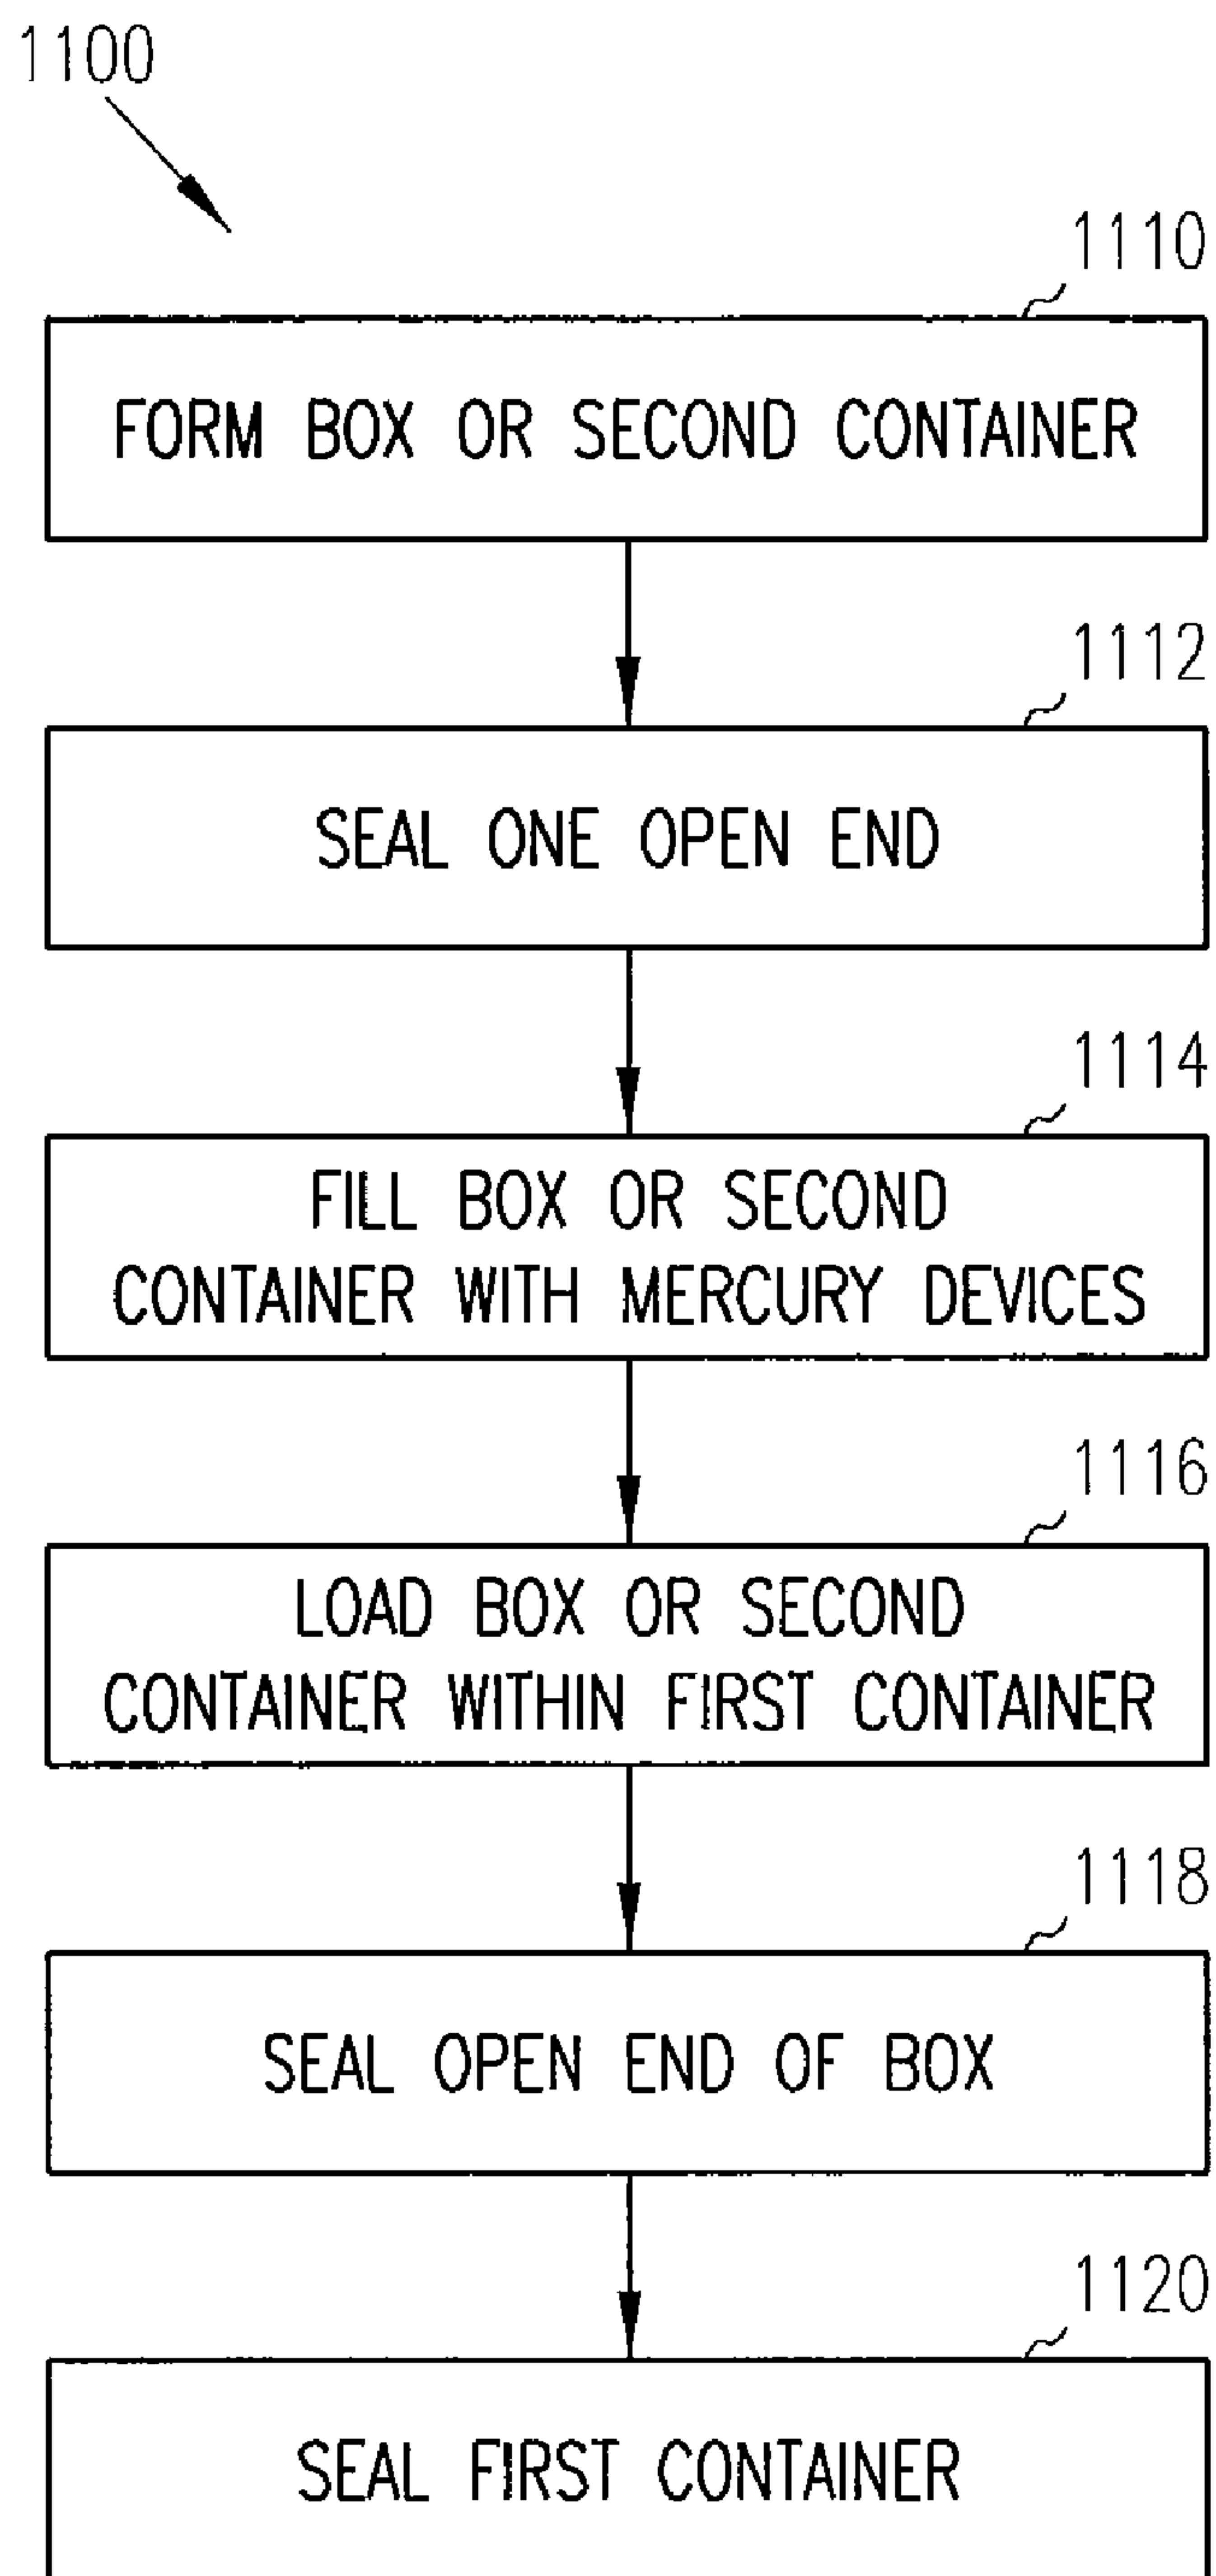 1100
1110
FORM BOX OR SECOND CONTAINER
1112
SEAL ONE OPEN END
1114
FILL BOX OR SECOND
CONTAINER WITH MERCURY DEVICES
1116
LOAD BOX OR SECOND
CONTAINER WITHIN FIRST CONTAINER
1118
SEAL OPEN END OF BOX
1120
SEAL FIRST CONTAINER